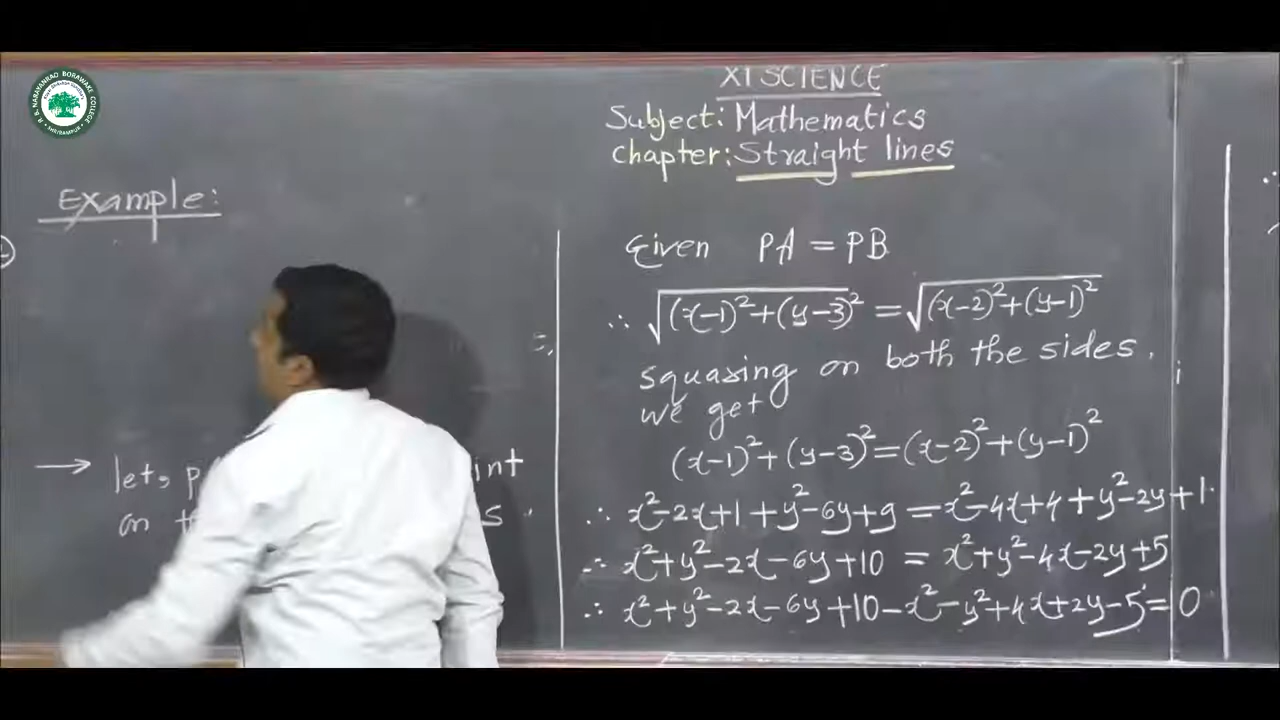 XI SCIENCE
Subject: Mathematics
Chapter: Straight lines
Example:
→ let,
on
Given PA = PB
∴ √(x-1)²+(y-3)² = √(x-2)²+(y-1)²
squaring on both the sides.
we get
(x-1)²+(y-3)²=(x-2)²+(y-1)²
∴ x²-2x+1+y²-6y+9 = x²-4x+4+y²-2y+1
∴ x²+y²-2x-6y+10 = x²+y²-4x-2y+5
∴ x²+y²-2x-6y+10-x²-y²+4x+2y-5=0